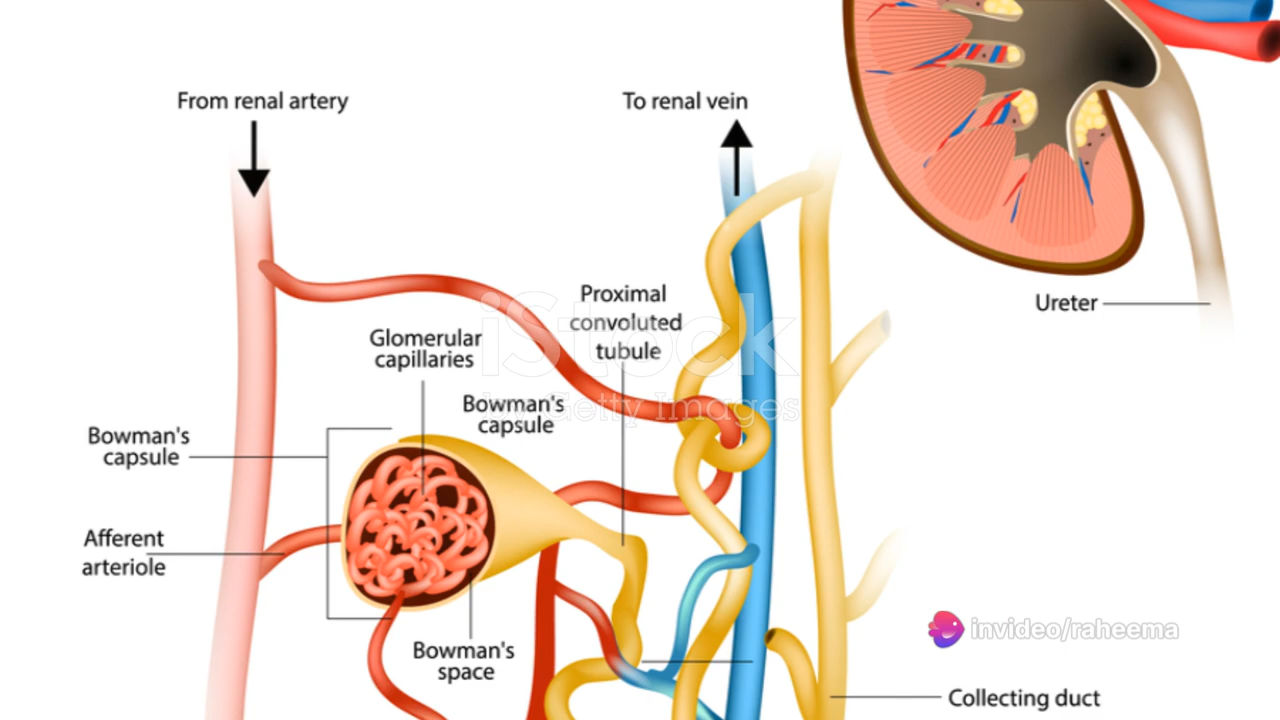 From renal artery
To renal vein
Proximal
convoluted
tubule
Ureter
iStock
by Getty Images
Glomerular
capillaries
Bowman's
capsule
Bowman's
capsule
Afferent
arteriole
Bowman's
space
invideo/raheema
Collecting duct